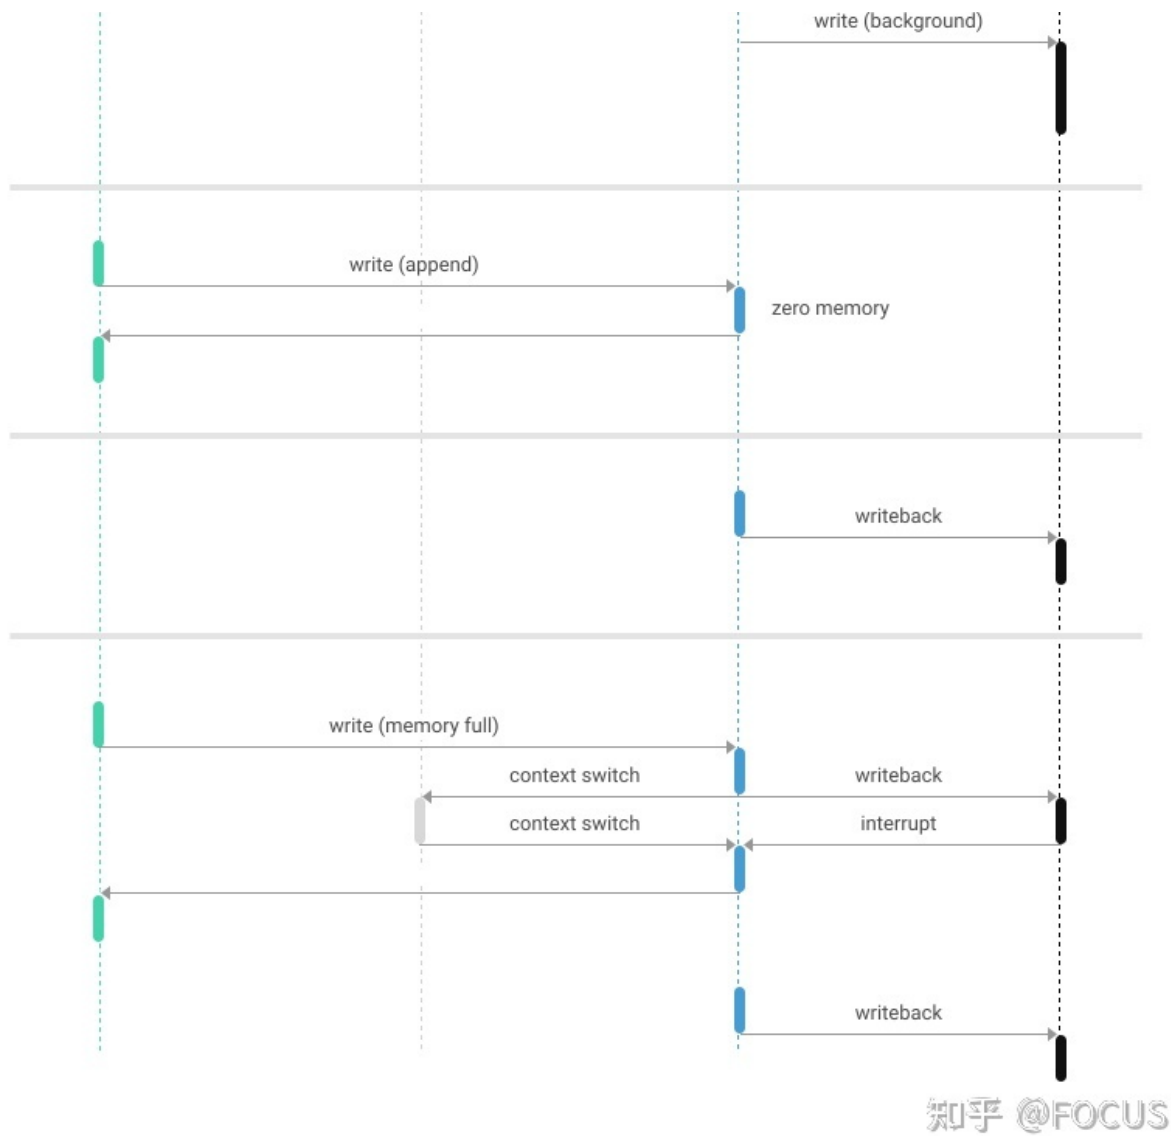 write (background)
write (append)
zero memory
writeback
write (memory full)
context switch
writeback
context switch
interrupt
writeback
知乎 @FOCUS